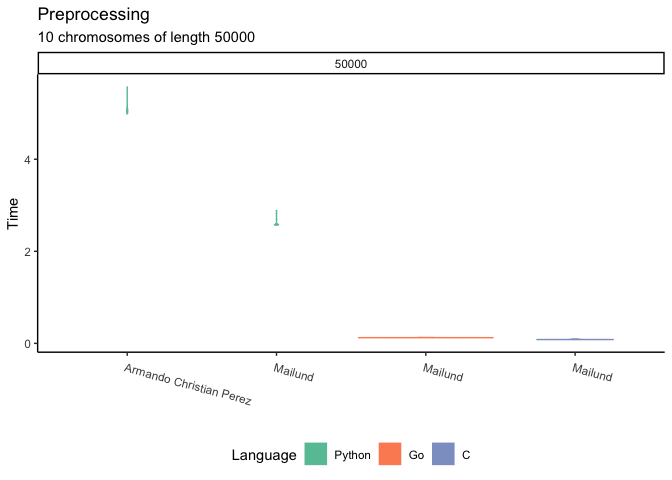 Preprocessing
10 chromosomes of length 50000
50000
Time
4
2
0
Armando Christian Perez
Mailund
Mailund
Mailund
Language Python Go C